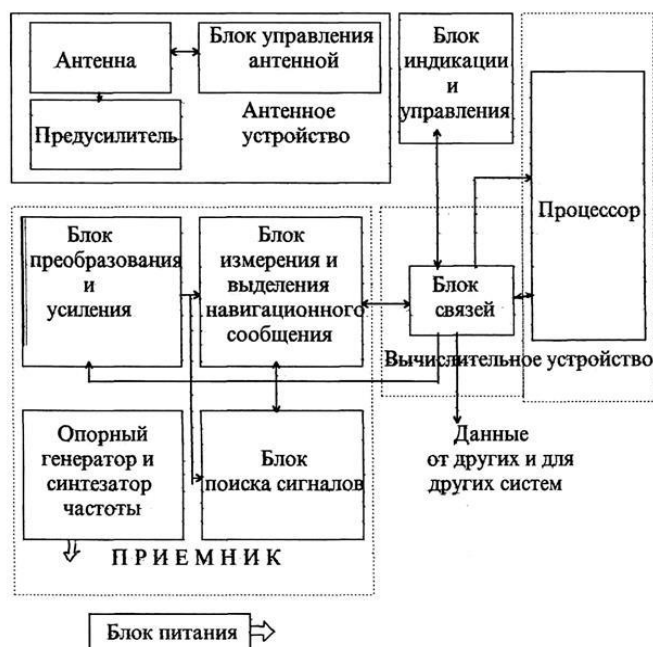 Антенна
Блок управления
антенной
Предусилитель
Антенное
устройство
Блок
индикации
и
управления
Процессор
Блок
преобразования
и
усиления
Блок
измерения и
выделения
навигационного
сообщения
Блок
связей
Вычислительное устройство
Опорный
генератор и
синтезатор
частоты
Блок
поиска сигналов
Данные
от других и для
других систем
ПРИЕМНИК
Блок питания